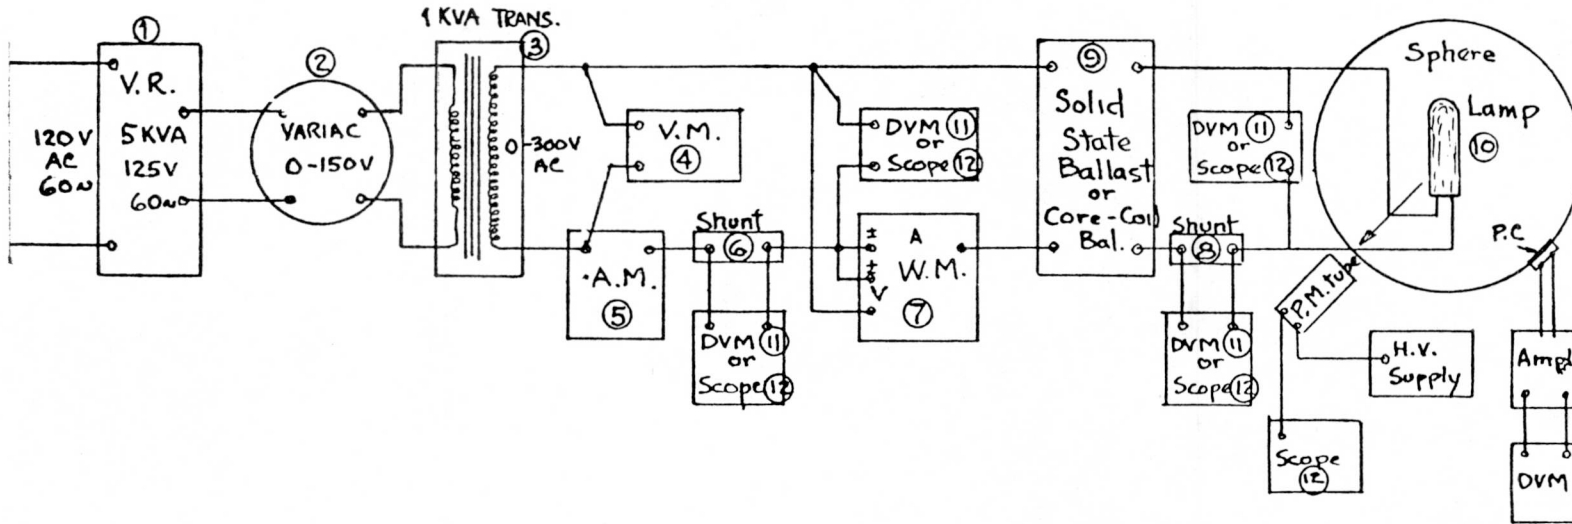 1 KVA TRANS.
①
②
③
V.R.
5KVA
125V
60~
120V
AC
60~
VARIAC
0-150V
0-300V
AC
V.M.
④
·A.M.
⑤
Shunt
⑥
DVM ⑪
or
Scope ⑫
DVM ⑪
or
Scope ⑫
± A
± W.M.
V
⑦
⑨
Solid
State
Ballast
or
Core-Coil
Bal.
Shunt
⑧
DVM ⑪
or
Scope ⑫
DVM ⑪
or
Scope ⑫
Sphere
Lamp
⑩
P.C
P.M. tube
H.V.
Supply
Scope
⑫
Ampl
DVM